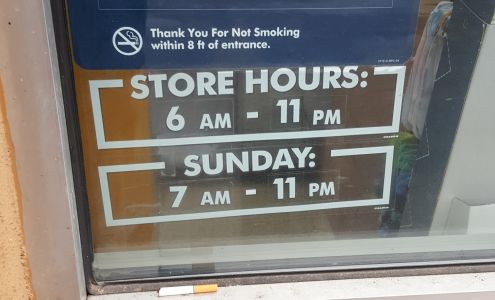 Thank You For Not Smoking
within 8 ft of entrance.
STORE HOURS:
6 AM - 11 PM
SUNDAY:
7 AM - 11 PM